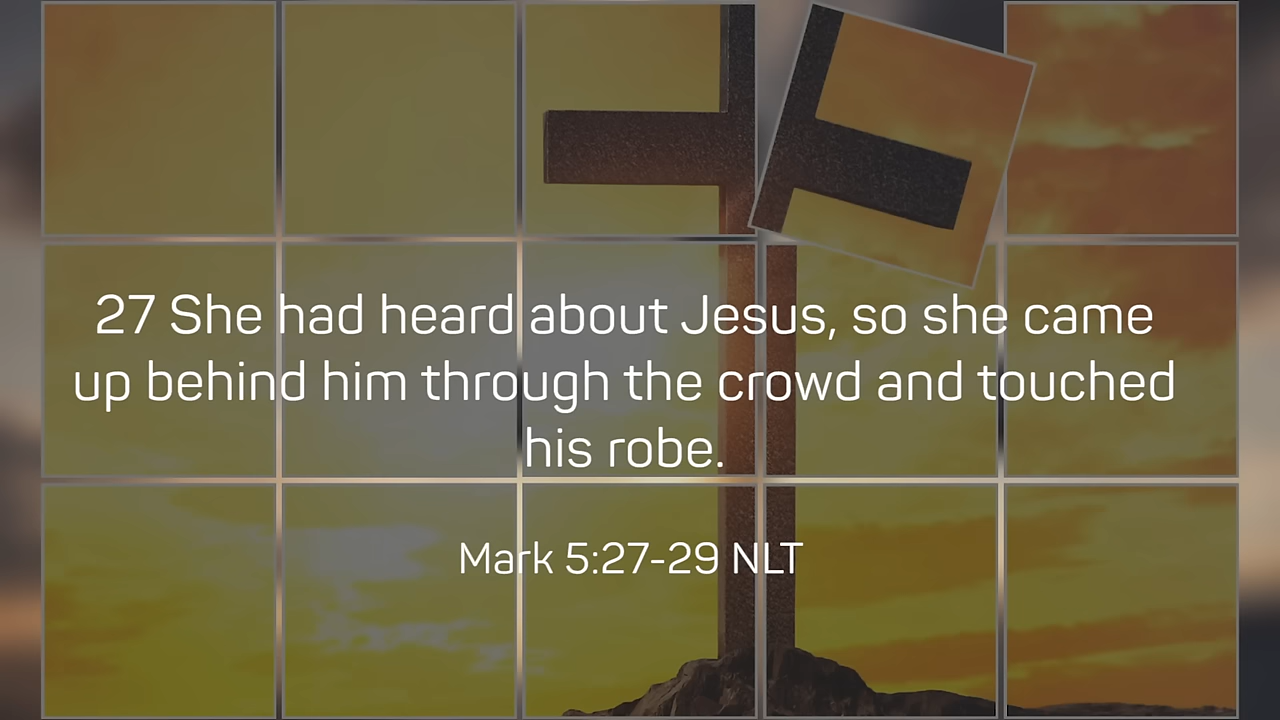 27 She had heard about Jesus, so she came
up behind him through the crowd and touched
his robe.
Mark 5:27-29 NLT